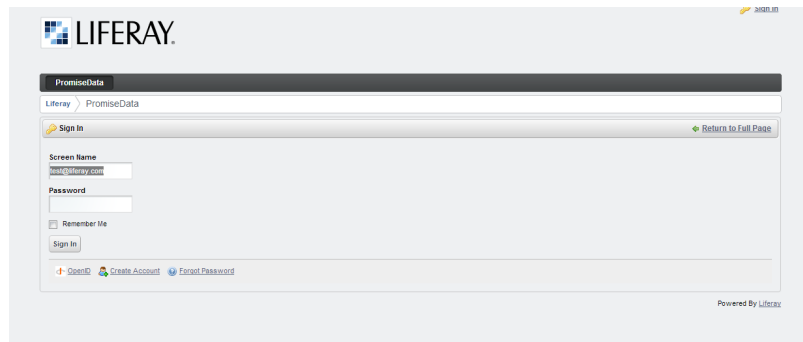 Sign In
LIFERAY.
PromiseData
Liferay PromiseData
Sign In Return to Full Page
Screen Name
test@liferay.com
Password
Remember Me
Sign In
OpenID Create Account Forgot Password
Powered By Liferay